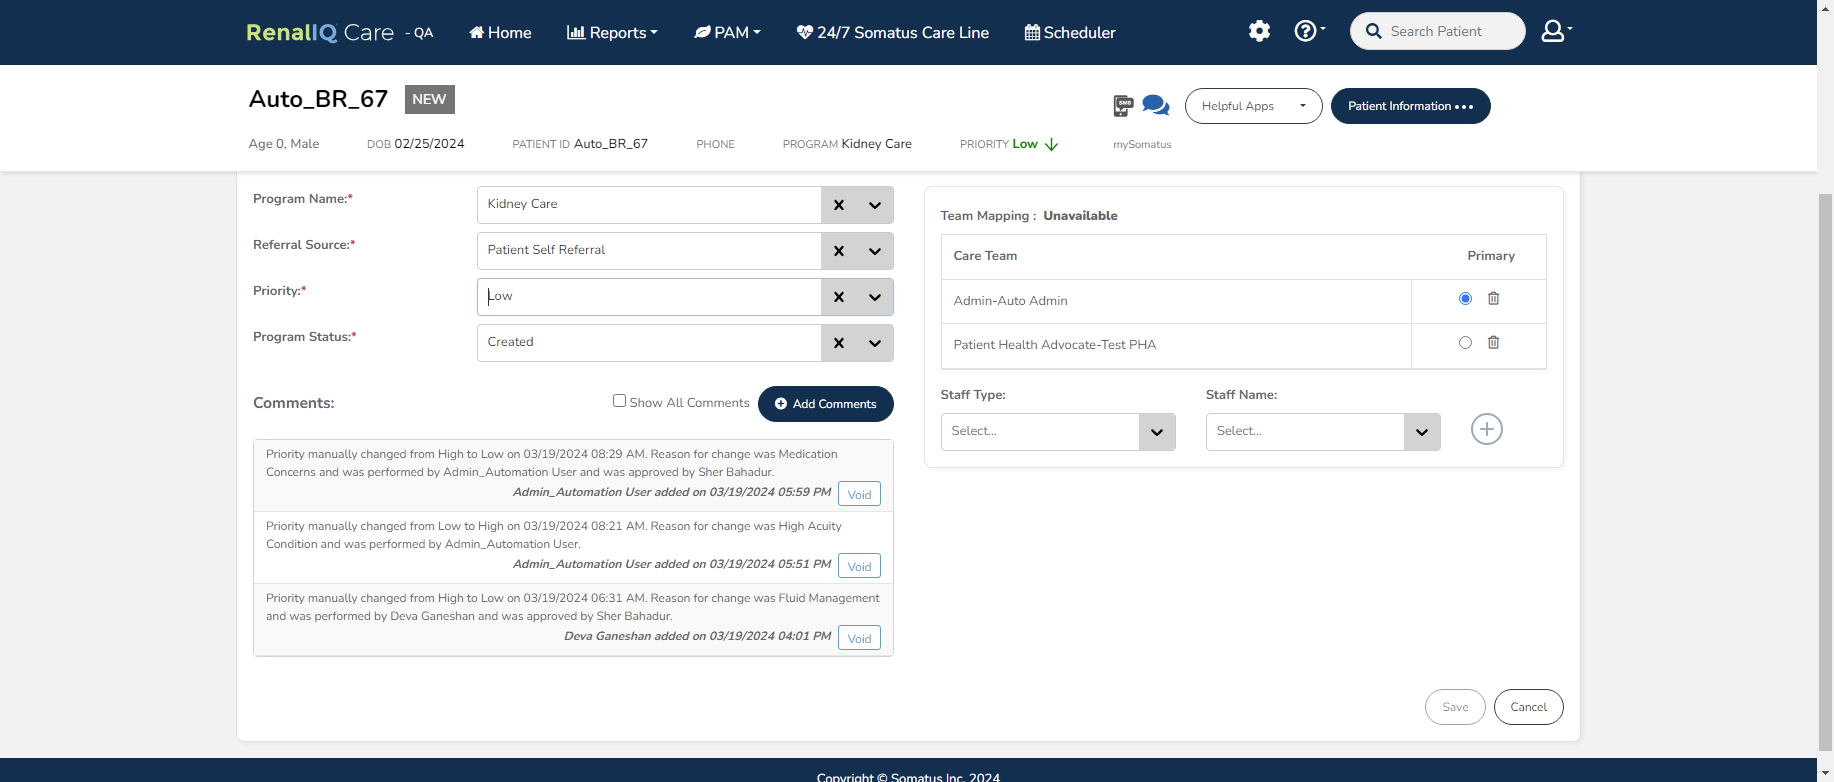 RenalIQ Care - QA
Home
Reports
PAM
24/7 Somatus Care Line
Scheduler
Search Patient
Auto_BR_67
NEW
SMS
Helpful Apps
Patient Information •••
Age 0, Male
DOB 02/25/2024
PATIENT ID Auto_BR_67
PHONE
PROGRAM Kidney Care
PRIORITY Low
mySomatus
Program Name:*
Kidney Care
Referral Source:*
Patient Self Referral
Priority:*
Low
Program Status:*
Created
Comments:
Show All Comments
Add Comments
Priority manually changed from High to Low on 03/19/2024 08:29 AM. Reason for change was Medication
Concerns and was performed by Admin_Automation User and was approved by Sher Bahadur.
Admin_Automation User added on 03/19/2024 05:59 PM
Void
Priority manually changed from Low to High on 03/19/2024 08:21 AM. Reason for change was High Acuity
Condition and was performed by Admin_Automation User.
Admin_Automation User added on 03/19/2024 05:51 PM
Void
Priority manually changed from High to Low on 03/19/2024 06:31 AM. Reason for change was Fluid Management
and was performed by Deva Ganeshan and was approved by Sher Bahadur.
Deva Ganeshan added on 03/19/2024 04:01 PM
Void
Team Mapping : Unavailable
Care Team
Primary
Admin-Auto Admin
Patient Health Advocate-Test PHA
Staff Type:
Staff Name:
Select...
Select...
Save
Cancel
Copyright © Somatus Inc. 2024